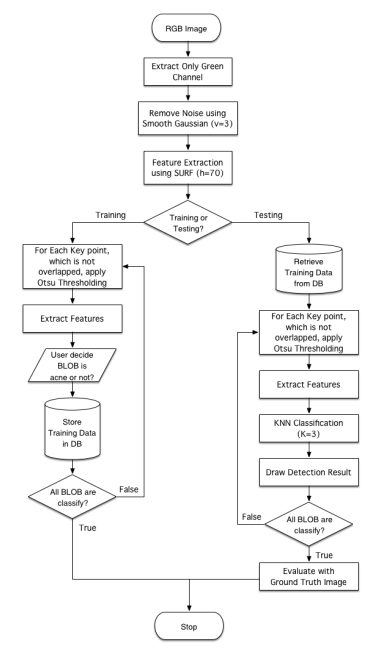 RGB Image
Extract Only Green
Channel
Remove Noise using
Smooth Gaussian (v=3)
Feature Extraction
using SURF (h=70)
Training or
Testing?
Training
Testing
For Each Key point,
which is not
overlapped, apply
Otsu Thresholding
Extract Features
User decide
BLOB is
acne or not?
Store
Training Data
in DB
All BLOB are
classify?
False
True
Retrieve
Training Data
from DB
For Each Key point,
which is not
overlapped, apply
Otsu Thresholding
Extract Features
KNN Classification
(K=3)
Draw Detection Result
All BLOB are
classify?
False
True
Evaluate with
Ground Truth Image
Stop